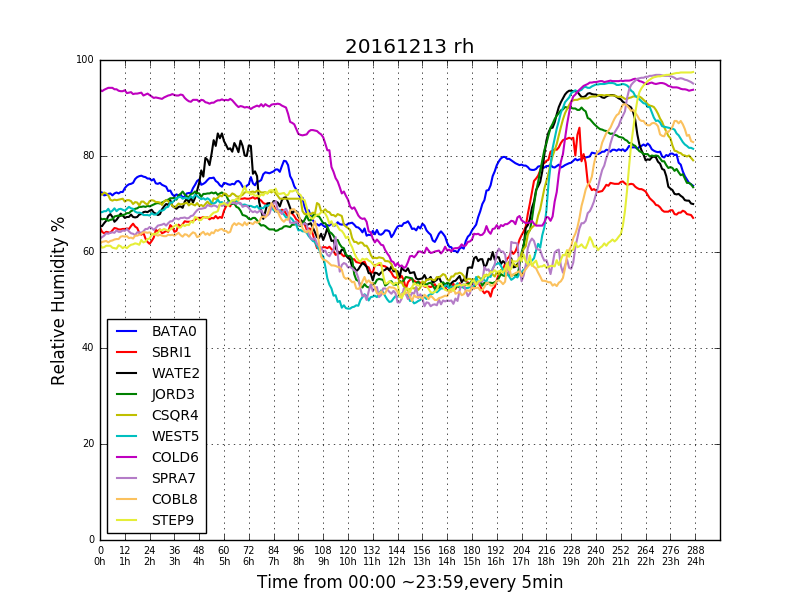 20161213 rh
100
80
60
40
20
0
Relative Humidity %
BATA0
SBRI1
WATE2
JORD3
CSQR4
WEST5
COLD6
SPRA7
COBL8
STEP9
0 12 24 36 48 60 72 84 96 108 120 132 144 156 168 180 192 204 216 228 240 252 264 276 288
0h 1h 2h 3h 4h 5h 6h 7h 8h 9h 10h 11h 12h 13h 14h 15h 16h 17h 18h 19h 20h 21h 22h 23h 24h
Time from 00:00 ~23:59,every 5min